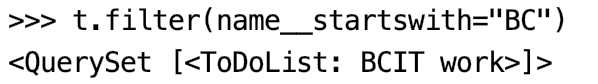 >>> t.filter(name__startswith="BC")
<QuerySet [<ToDoList: BCIT work>]>